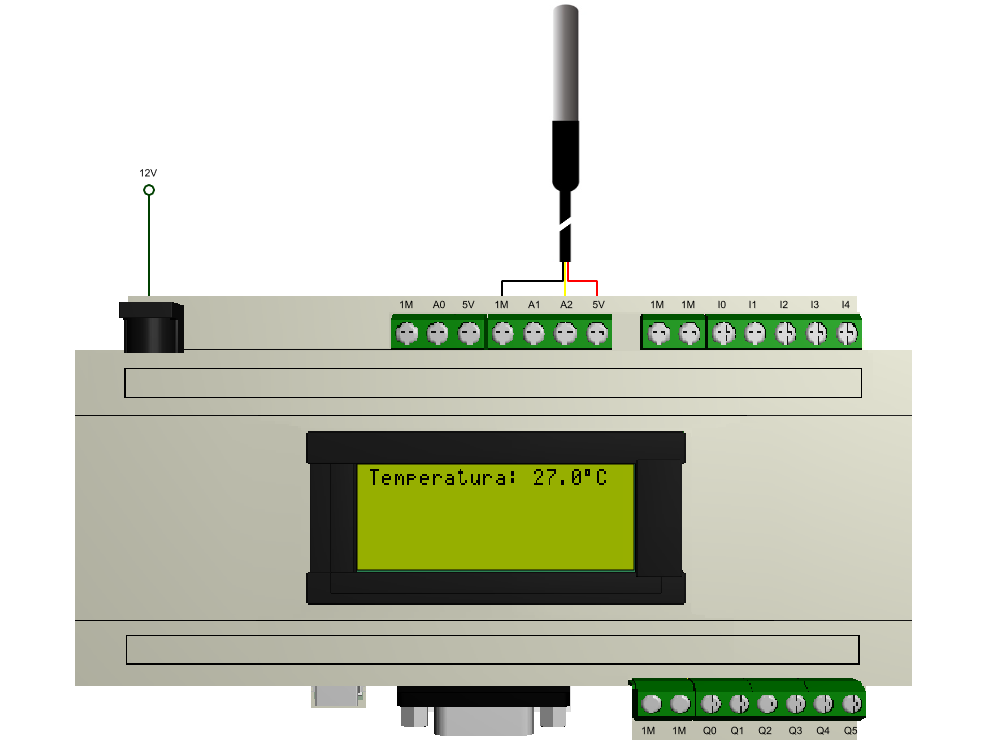 12V
1M A0 5V 1M A1 A2 5V 1M 1M I0 I1 I2 I3 I4
Temperatura: 27.0°C
1M 1M Q0 Q1 Q2 Q3 Q4 Q5